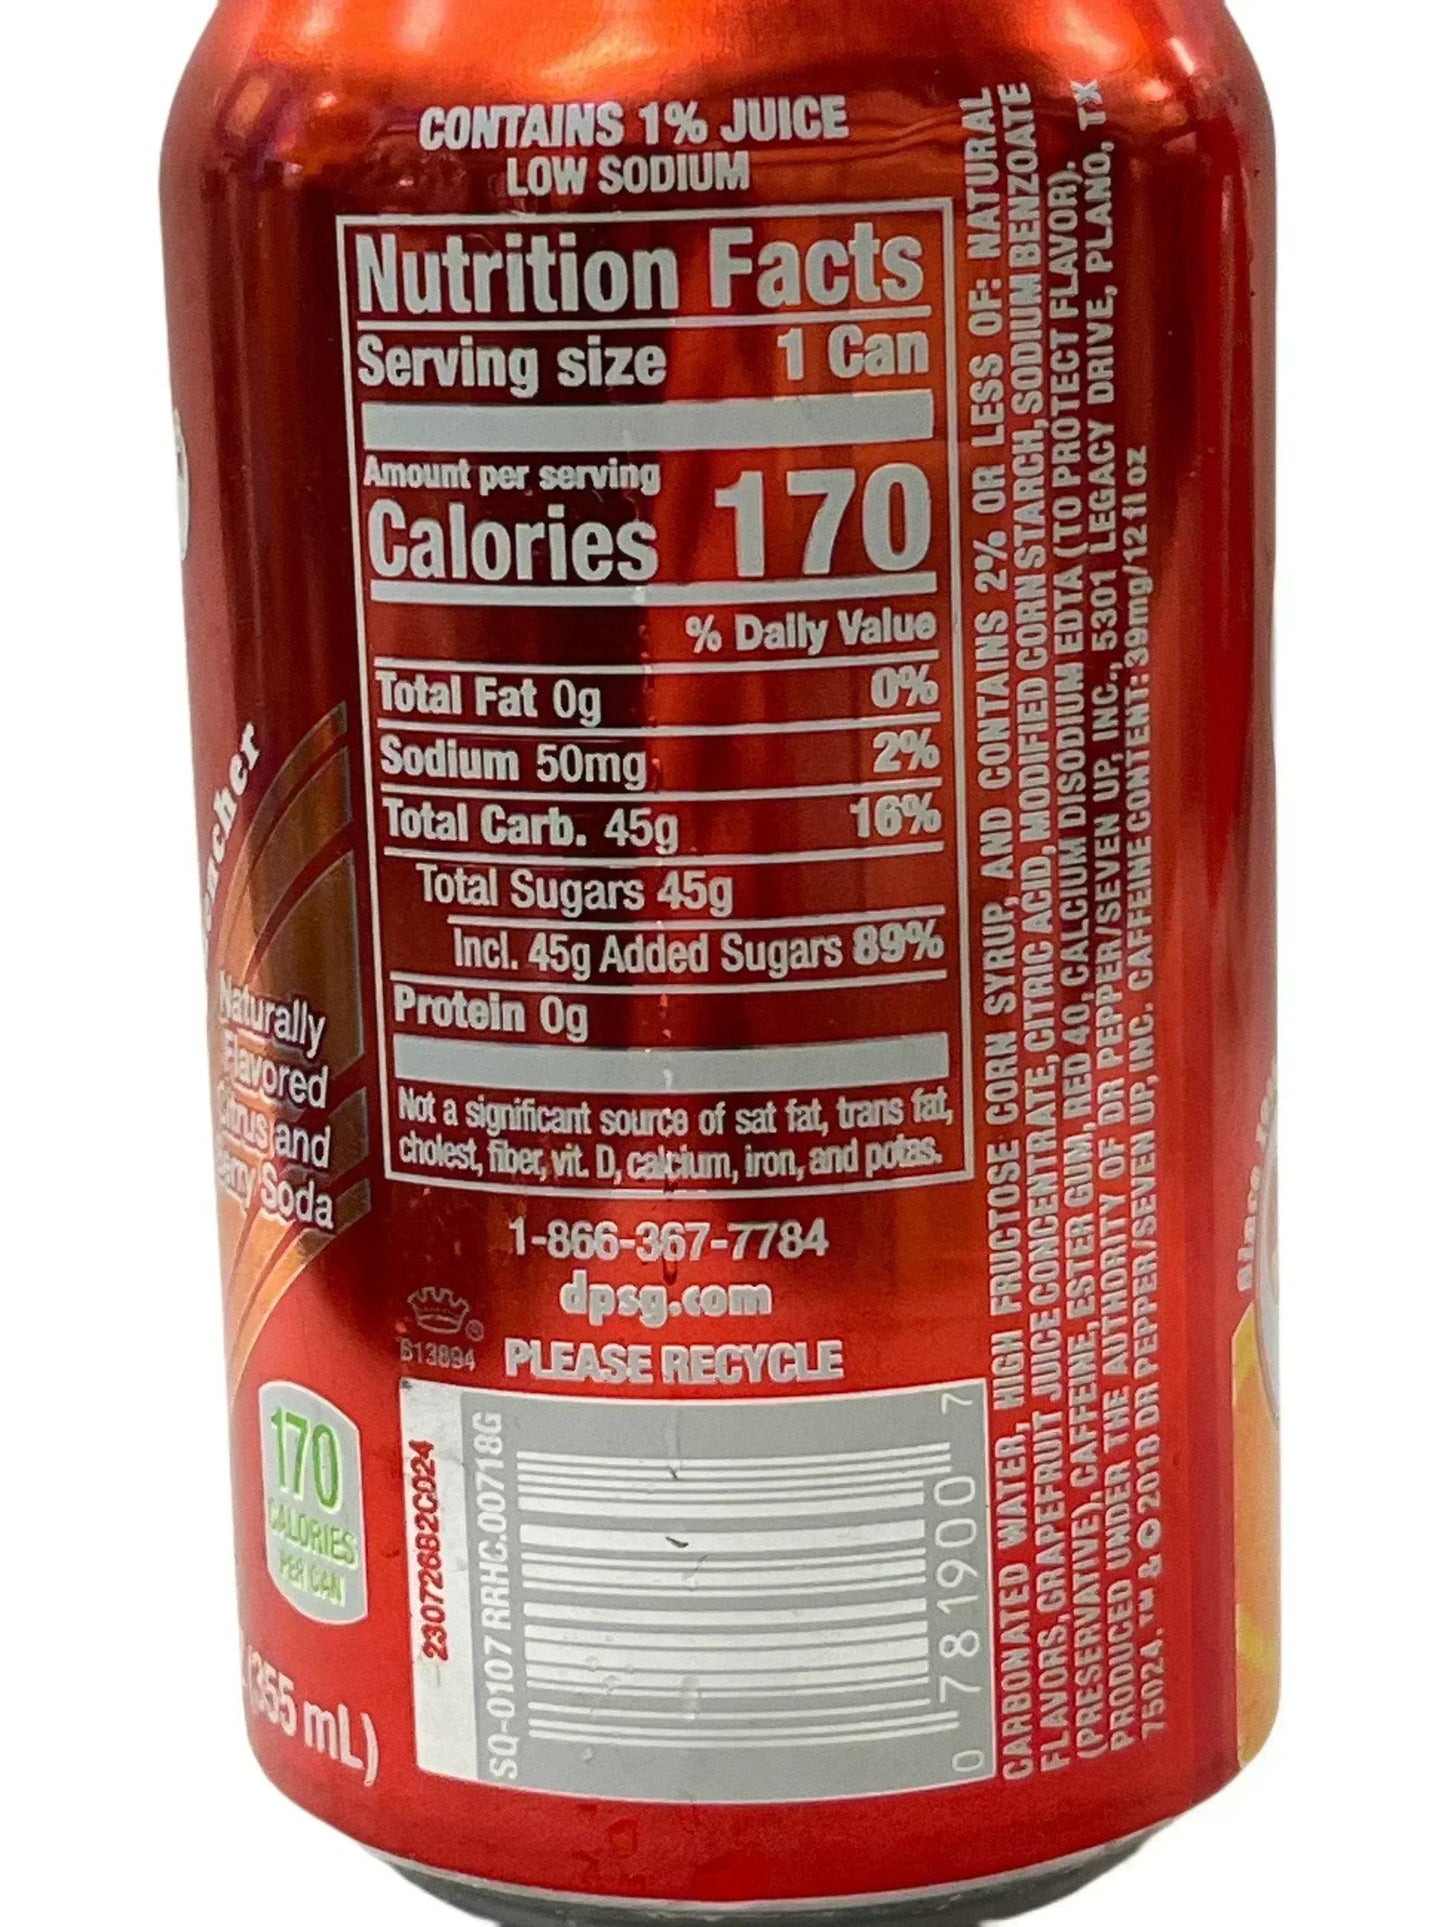 CONTAINS 1% JUICE
LOW SODIUM
Nutrition Facts
Serving size 1 Can
Amount per serving
Calories 170
% Daily Value
Total Fat 0g 0%
Sodium 50mg 2%
Total Carb. 45g 16%
Total Sugars 45g
Incl. 45g Added Sugars 89%
Protein 0g
Not a significant source of sat fat, trans fat,
cholest, fiber, vit. D, calcium, iron, and potas.
1-866-367-7784
dpsg.com
PLEASE RECYCLE
®
613894
Naturally
Flavored
Citrus and
Berry Soda
170
CALORIES
PER CAN
(355 mL)
23072682C024
SQ-0107 RRHC.00718G
0 781900 7
CARBONATED WATER, HIGH FRUCTOSE CORN SYRUP, AND CONTAINS 2% OR LESS OF: NATURAL
FLAVORS, GRAPEFRUIT JUICE CONCENTRATE, CITRIC ACID, MODIFIED CORN STARCH, SODIUM BENZOATE
(PRESERVATIVE), CAFFEINE, ESTER GUM, RED 40, CALCIUM DISODIUM EDTA (TO PROTECT FLAVOR).
PRODUCED UNDER THE AUTHORITY OF DR PEPPER/SEVEN UP, INC., 5301 LEGACY DRIVE, PLANO, TX
75024. TM & © 2018 DR PEPPER/SEVEN UP, INC. CAFFEINE CONTENT: 39mg/12 fl oz